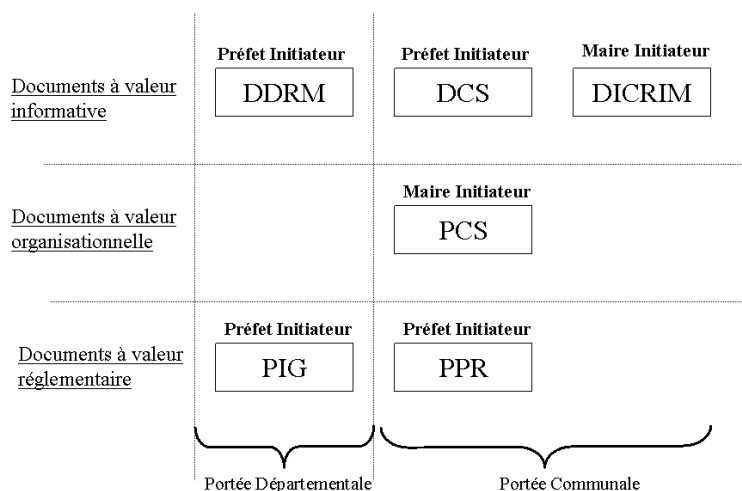 Préfet Initiateur
Préfet Initiateur
Maire Initiateur
Documents à valeur
informative
DDRM
DCS
DICRIM
Maire Initiateur
Documents à valeur
organisationnelle
PCS
Préfet Initiateur
Préfet Initiateur
Documents à valeur
réglementaire
PIG
PPR
Portée Départementale
Portée Communale